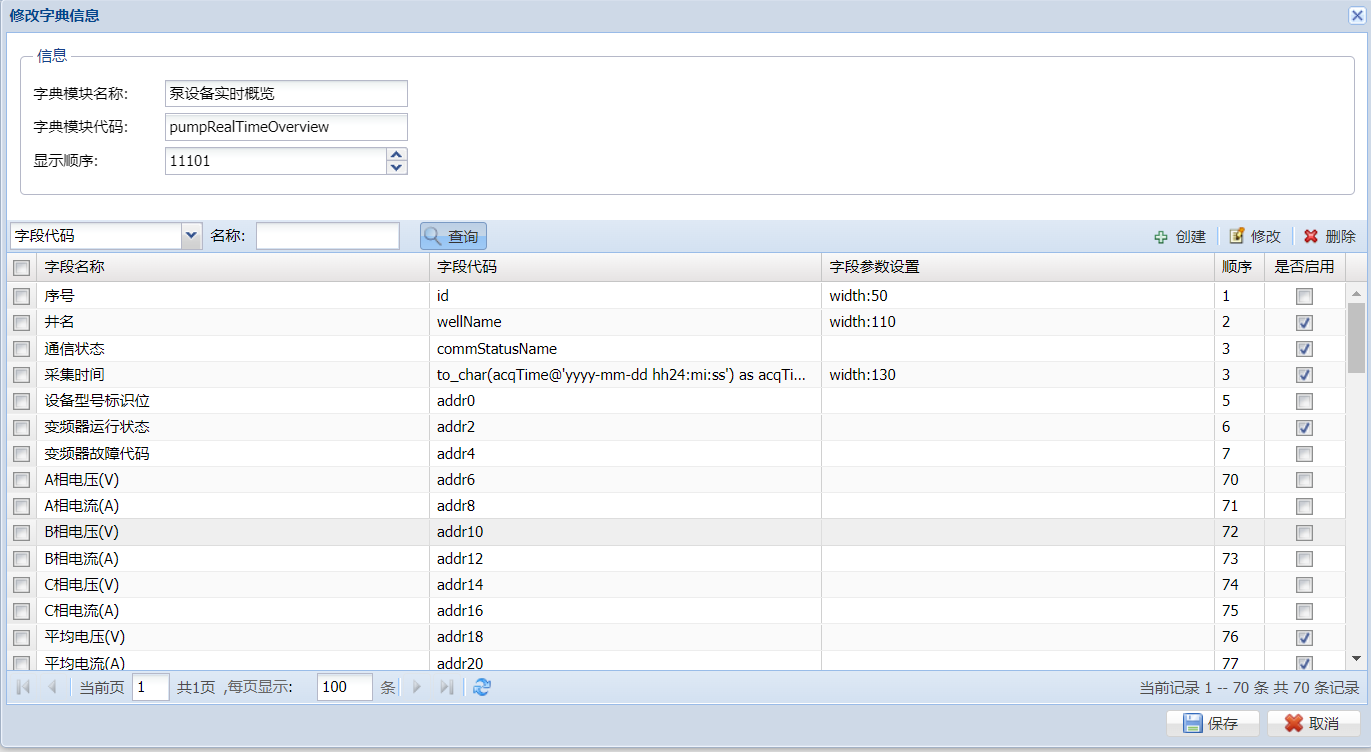 修改字典信息
信息
字典模块名称: 泵设备实时概览
字典模块代码: pumpRealTimeOverview
显示顺序: 11101
字段代码 名称: 查询 创建 修改 删除
字段名称 字段代码 字段参数设置 顺序 是否启用
序号 id width:50 1
井名 wellName width:110 2
通信状态 commStatusName 3
采集时间 to_char(acqTime@'yyyy-mm-dd hh24:mi:ss') as acqTi... width:130 3
设备型号标识位 addr0 5
变频器运行状态 addr2 6
变频器故障代码 addr4 7
A相电压(V) addr6 70
A相电流(A) addr8 71
B相电压(V) addr10 72
B相电流(A) addr12 73
C相电压(V) addr14 74
C相电流(A) addr16 75
平均电压(V) addr18 76
平均电流(A) addr20 77
当前页 1 共1页 ,每页显示: 100 条 当前记录 1 -- 70 条 共 70 条记录
保存 取消